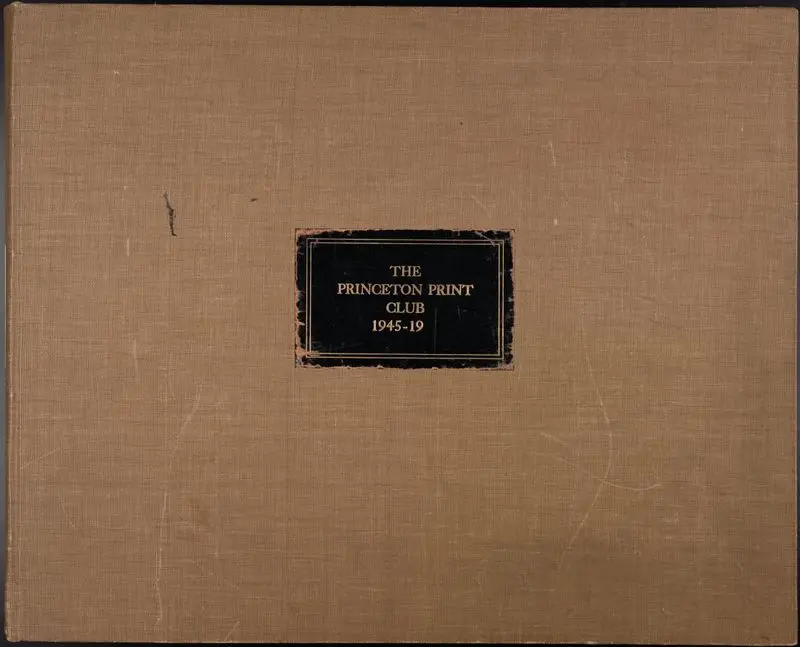 THE
PRINCETON PRINT
CLUB
1945-19